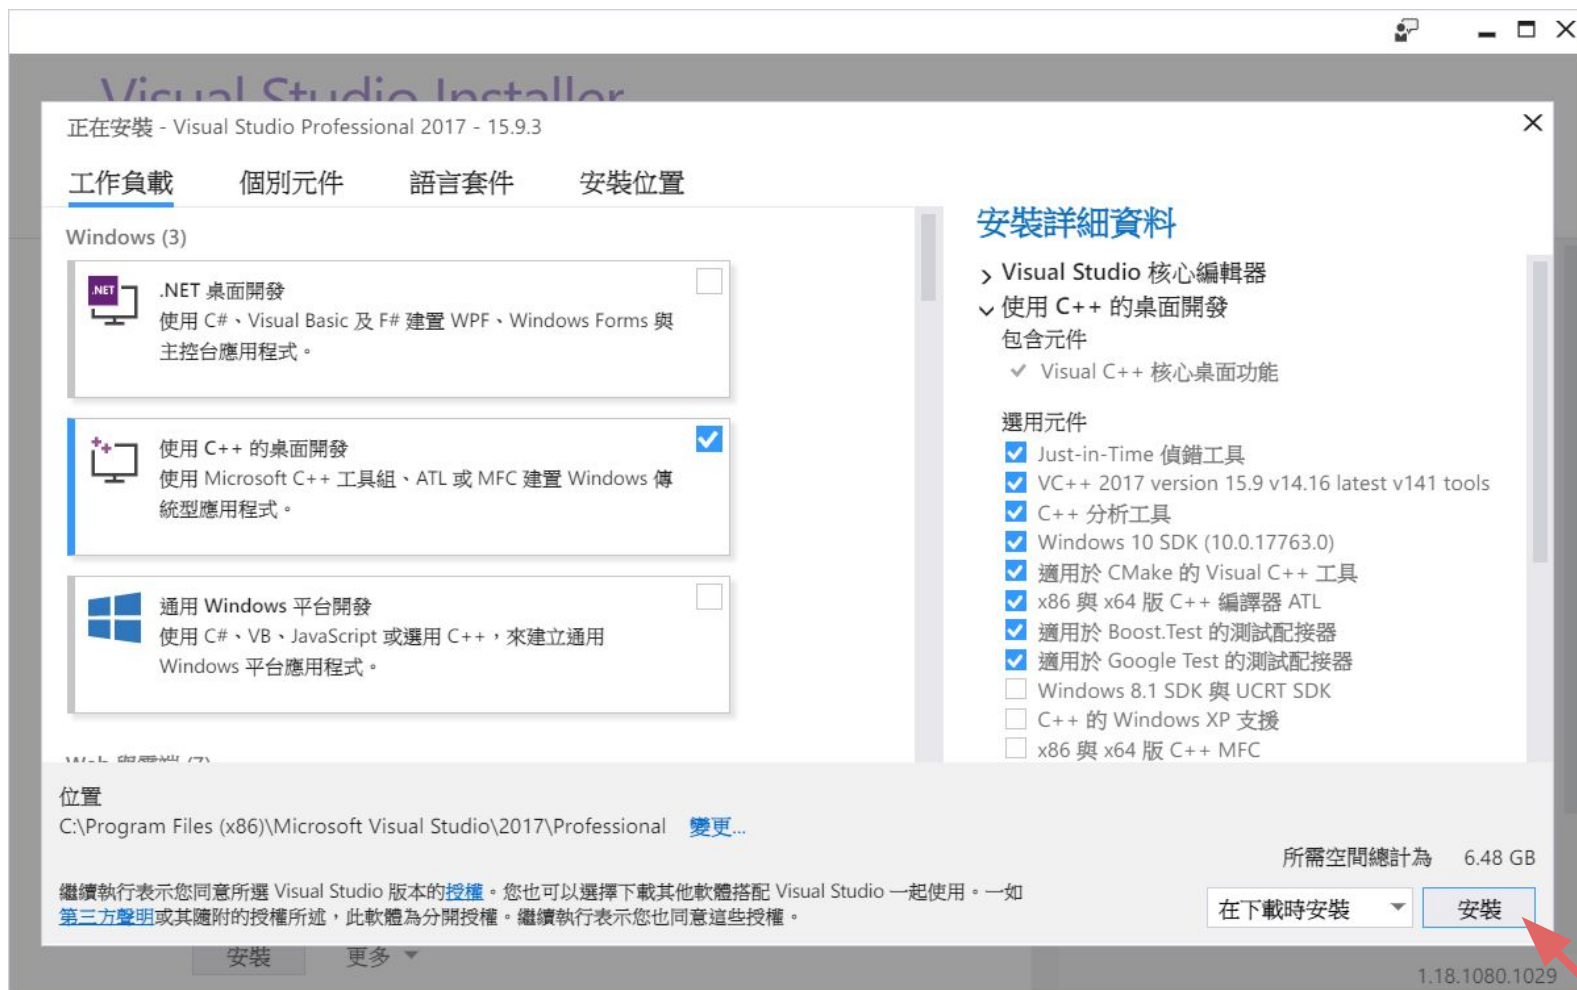 Visual Studio Installer
正在安裝 - Visual Studio Professional 2017 - 15.9.3
工作負載 個別元件 語言套件 安裝位置
Windows (3)
.NET
.NET 桌面開發
使用 C#、Visual Basic 及 F# 建置 WPF、Windows Forms 與
主控台應用程式。
使用 C++ 的桌面開發
使用 Microsoft C++ 工具組、ATL 或 MFC 建置 Windows 傳
統型應用程式。
通用 Windows 平台開發
使用 C#、VB、JavaScript 或選用 C++，來建立通用
Windows 平台應用程式。
Web 與雲端 (7)
安裝詳細資料
Visual Studio 核心編輯器
使用 C++ 的桌面開發
包含元件
Visual C++ 核心桌面功能
選用元件
Just-in-Time 偵錯工具
VC++ 2017 version 15.9 v14.16 latest v141 tools
C++ 分析工具
Windows 10 SDK (10.0.17763.0)
適用於 CMake 的 Visual C++ 工具
x86 與 x64 版 C++ 編譯器 ATL
適用於 Boost.Test 的測試配接器
適用於 Google Test 的測試配接器
Windows 8.1 SDK 與 UCRT SDK
C++ 的 Windows XP 支援
x86 與 x64 版 C++ MFC
位置
C:\Program Files (x86)\Microsoft Visual Studio\2017\Professional 變更...
所需空間總計為 6.48 GB
繼續執行表示您同意所選 Visual Studio 版本的授權。您也可以選擇下載其他軟體搭配 Visual Studio 一起使用。一如
第三方聲明或其隨附的授權所述，此軟體為分開授權。繼續執行表示您也同意這些授權。
在下載時安裝 安裝
安裝 更多
1.18.1080.1029